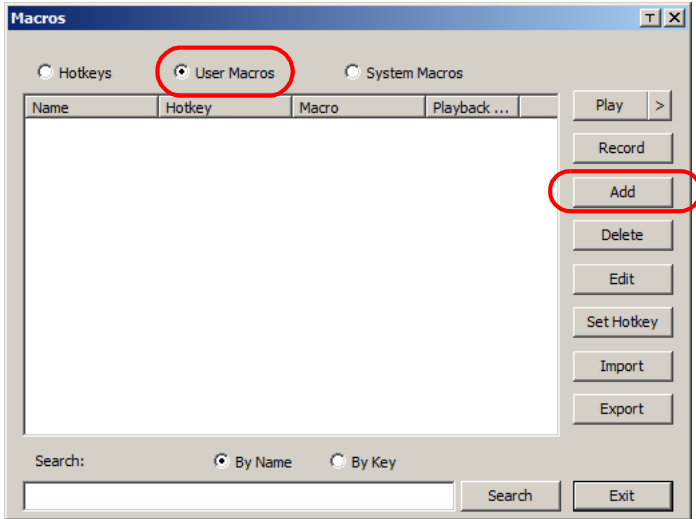 Macros T X
Hotkeys User Macros System Macros
Name Hotkey Macro Playback ... Play >
Record
Add
Delete
Edit
Set Hotkey
Import
Export
Search: By Name By Key
Search Exit